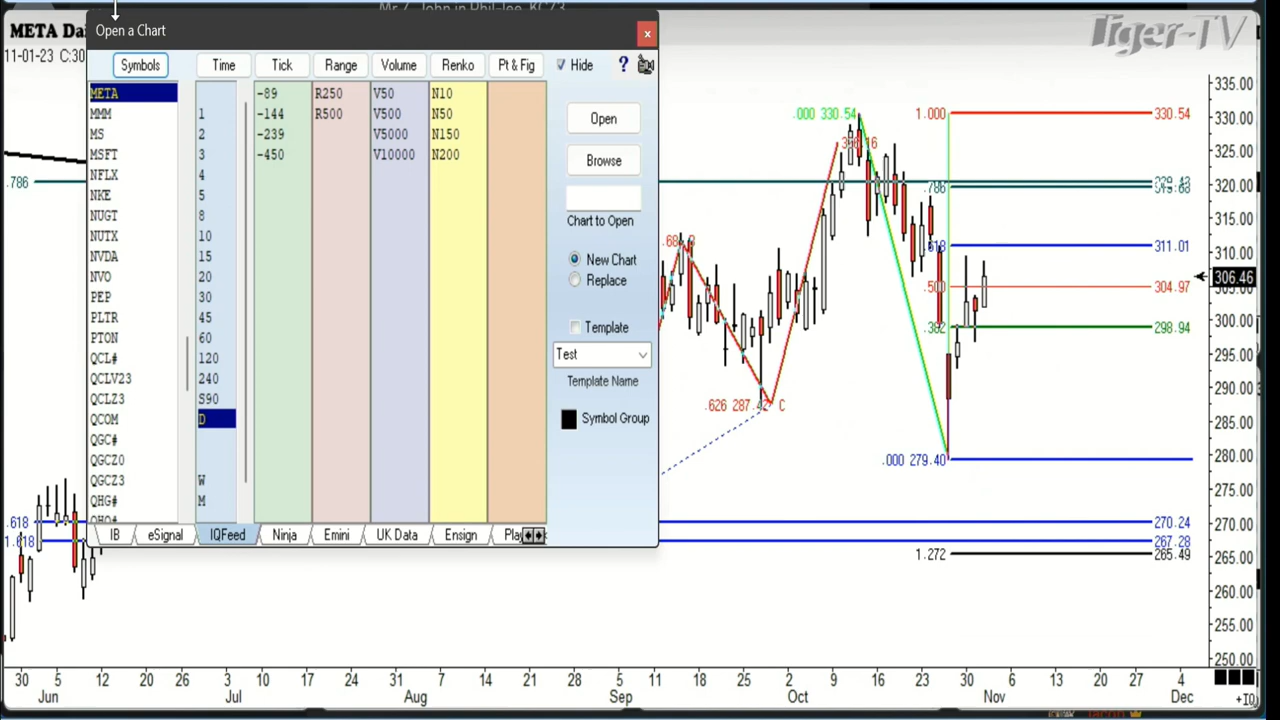 META Dai
11-01-23 C:30
Tiger-TV
Open a Chart
Symbols
Time
Tick
Range
Volume
Renko
Pt & Fig
Hide
?
META
MMM
MS
MSFT
NFLX
NKE
NUGT
NUTX
NVDA
NVO
PEP
PLTR
PTON
QCL#
QCLV23
QCLZ3
QCOM
QGC#
QGCZ0
QGCZ3
QHG#
1
2
3
4
5
8
10
15
20
30
45
60
120
240
S90
D
W
M
-89
-144
-239
-450
R250
R500
V50
V500
V5000
V10000
N10
N50
N150
N200
Open
Browse
Chart to Open
New Chart
Replace
Template
Test
Template Name
Symbol Group
IB
eSignal
IQFeed
Ninja
Emini
UK Data
Ensign
Play
.786
.618
1.618
.626 287.42
C
.000 330.54
1.000
330.54
.786
.618
311.01
.500
304.97
.382
298.94
.000 279.40
270.24
267.28
1.272
265.49
335.00
330.00
325.00
320.00
315.00
310.00
306.46
305.00
300.00
295.00
290.00
285.00
280.00
275.00
270.00
265.00
260.00
255.00
250.00
30 5 12 20 26 3 10 17 24 31 7 14 21 5 11 18 25 2 9 16 23 30 6 13 20 27 4
Jun Jul Aug Sep Oct Nov Dec